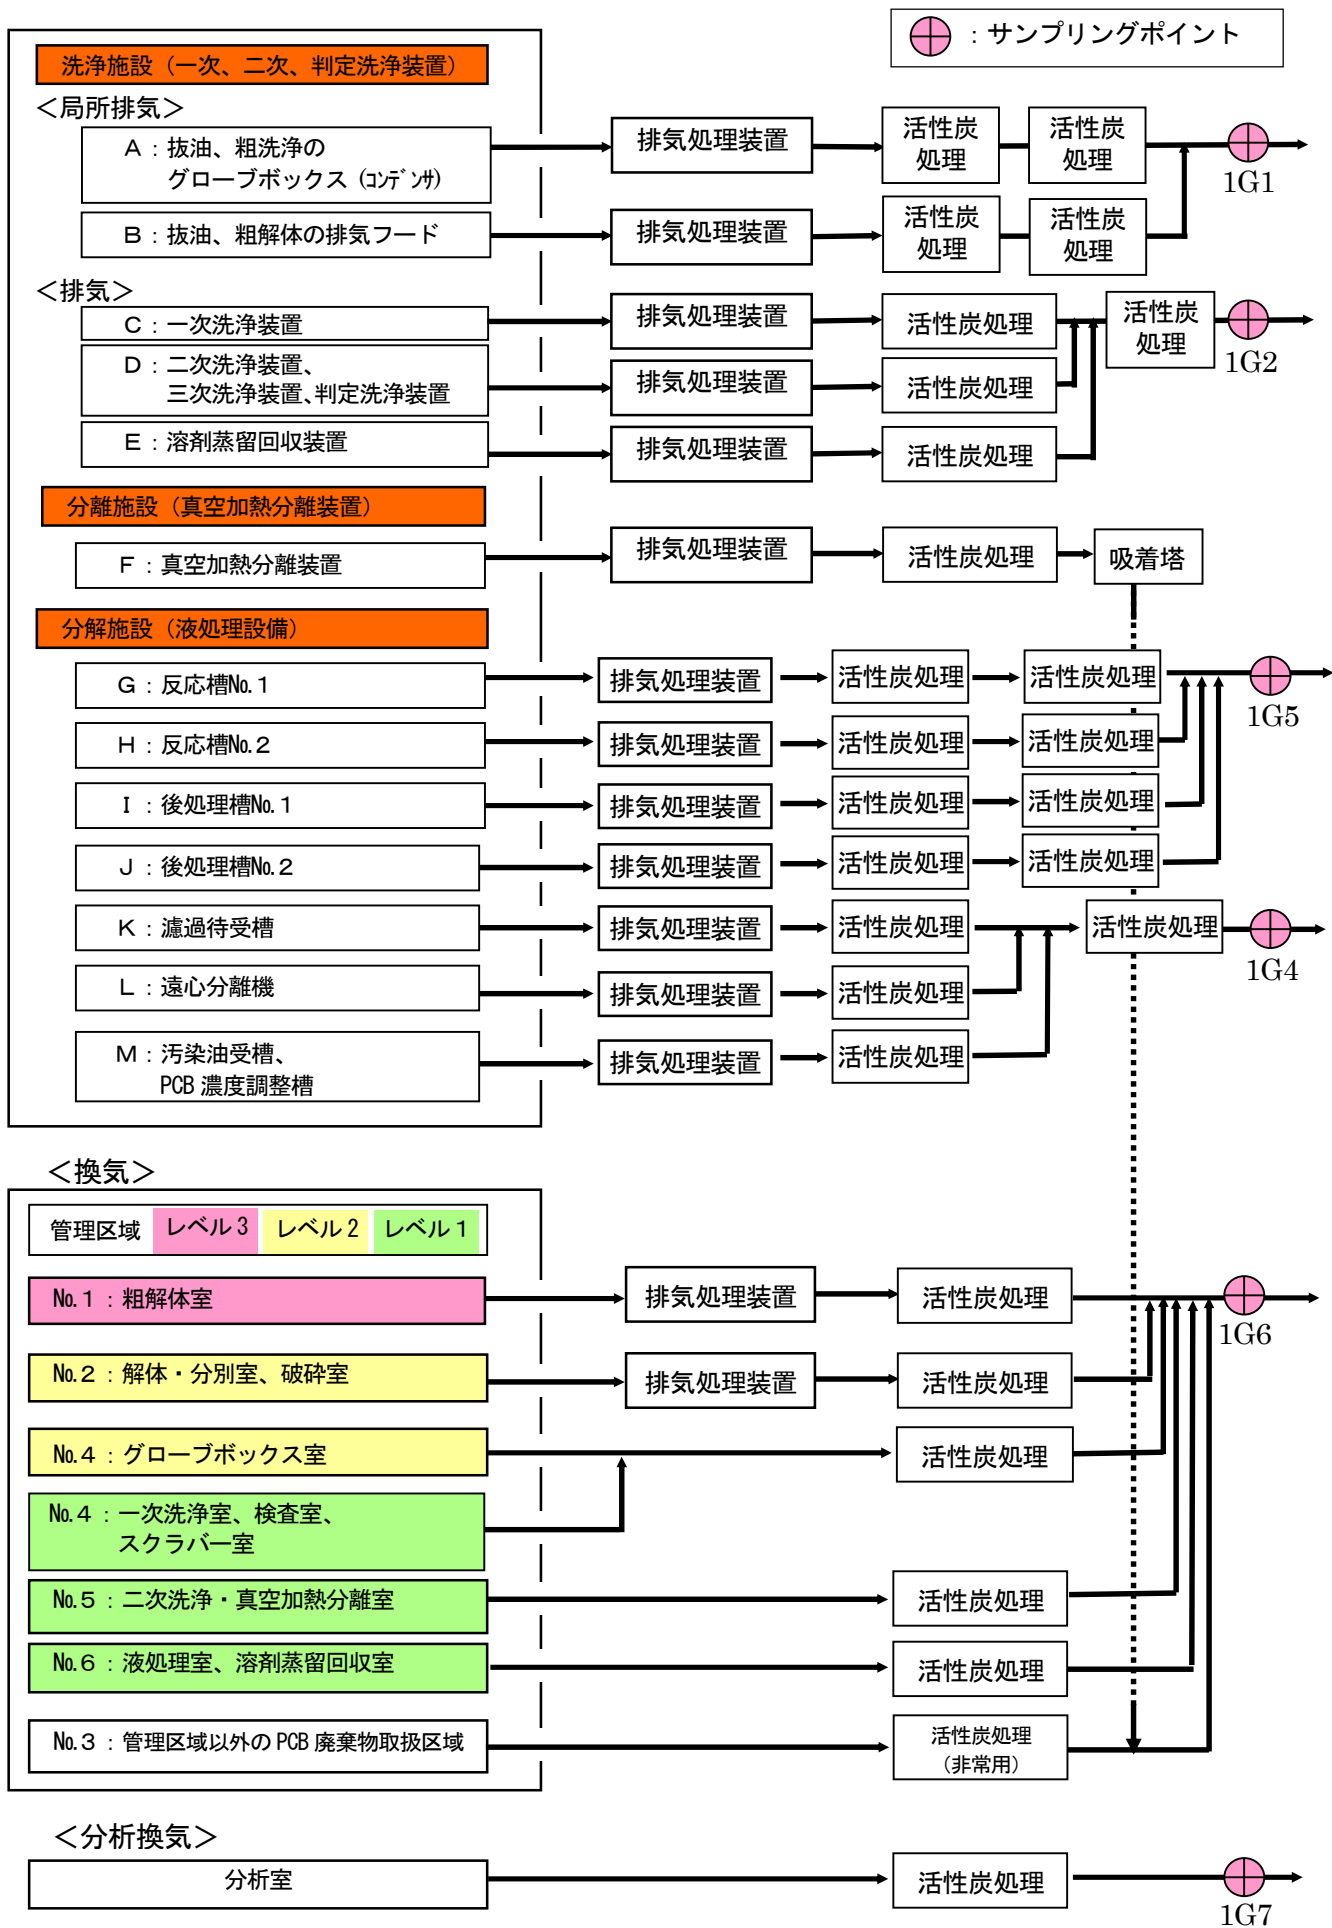 ：サンプリングポイント
洗浄施設（一次、二次、判定洗浄装置）
＜局所排気＞
Ａ：抜油、粗洗浄の
グローブボックス（ｺﾝﾃﾞﾝｻ）
排気処理装置
活性炭
処理
活性炭
処理
1G1
Ｂ：抜油、粗解体の排気フード
排気処理装置
活性炭
処理
活性炭
処理
＜排気＞
Ｃ：一次洗浄装置
排気処理装置
活性炭処理
活性炭
処理
1G2
Ｄ：二次洗浄装置、
三次洗浄装置、判定洗浄装置
排気処理装置
活性炭処理
Ｅ：溶剤蒸留回収装置
排気処理装置
活性炭処理
分離施設（真空加熱分離装置）
Ｆ：真空加熱分離装置
排気処理装置
活性炭処理
吸着塔
分解施設（液処理設備）
Ｇ：反応槽№1
排気処理装置
活性炭処理
活性炭処理
1G5
Ｈ：反応槽№2
排気処理装置
活性炭処理
活性炭処理
Ｉ：後処理槽№1
排気処理装置
活性炭処理
活性炭処理
Ｊ：後処理槽№2
排気処理装置
活性炭処理
活性炭処理
Ｋ：濾過待受槽
排気処理装置
活性炭処理
活性炭処理
1G4
Ｌ：遠心分離機
排気処理装置
活性炭処理
Ｍ：汚染油受槽、
PCB濃度調整槽
排気処理装置
活性炭処理
＜換気＞
管理区域 レベル3 レベル2 レベル1
№1：粗解体室
排気処理装置
活性炭処理
1G6
№2：解体・分別室、破砕室
排気処理装置
活性炭処理
№4：グローブボックス室
活性炭処理
№4：一次洗浄室、検査室、
スクラバー室
№5：二次洗浄・真空加熱分離室
活性炭処理
№6：液処理室、溶剤蒸留回収室
活性炭処理
№3：管理区域以外のPCB廃棄物取扱区域
活性炭処理
（非常用）
＜分析換気＞
分析室
活性炭処理
1G7